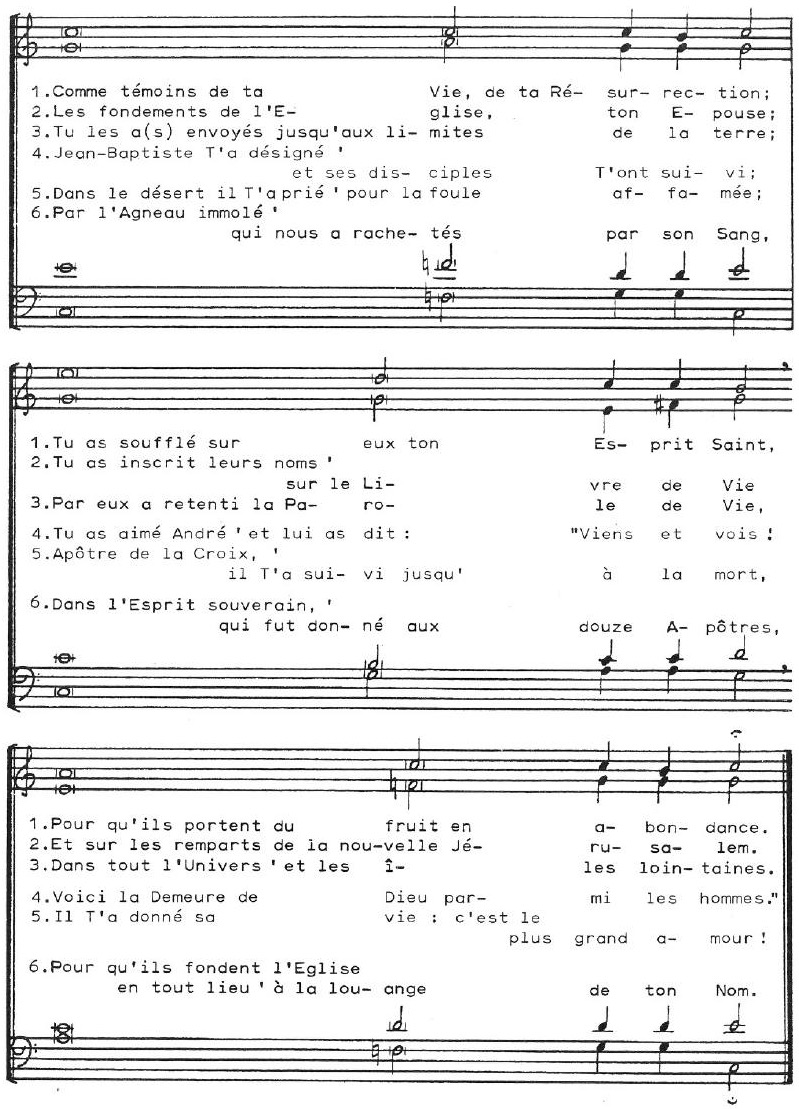 1.Comme témoins de ta Vie, de ta Ré- sur- rec- tion;
2.Les fondements de l'E- glise, ton E- pouse;
3.Tu les a(s) envoyés jusqu'aux li- mites de la terre;
4.Jean-Baptiste T'a désigné '
et ses dis- ciples T'ont sui- vi;
5.Dans le désert il T'a prié ' pour la foule af- fa- mée;
6.Par l'Agneau immolé '
qui nous a rache- tés par son Sang,
1.Tu as soufflé sur eux ton Es- prit Saint,
2.Tu as inscrit leurs noms '
sur le Li- vre de Vie
3.Par eux a retenti la Pa- ro- le de Vie,
4.Tu as aimé André ' et lui as dit : "Viens et vois !
5.Apôtre de la Croix, '
il T'a sui- vi jusqu' à la mort,
6.Dans l'Esprit souverain, '
qui fut don- né aux douze A- pôtres,
1.Pour qu'ils portent du fruit en a- bon- dance.
2.Et sur les remparts de la nou-velle Jé- ru- sa- lem.
3.Dans tout l'Univers ' et les î- les loin- taines.
4.Voici la Demeure de Dieu par- mi les hommes."
5.Il T'a donné sa vie : c'est le
plus grand a- mour !
6.Pour qu'ils fondent l'Eglise
en tout lieu ' à la lou- ange de ton Nom.